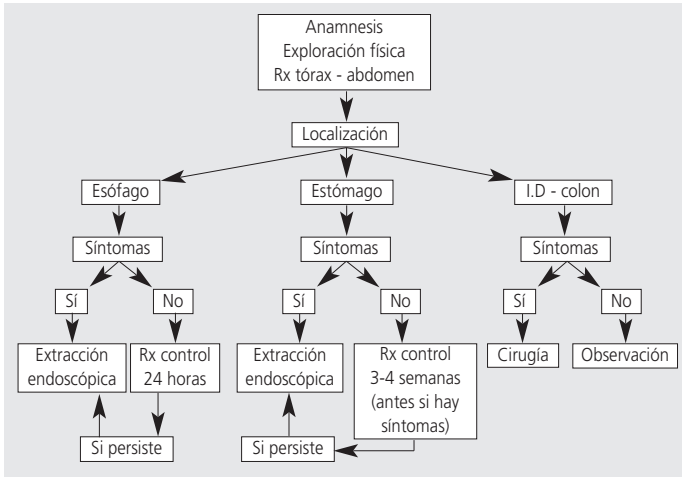 Anamnesis
Exploración física
Rx tórax - abdomen
Localización
Esófago
Estómago
I.D - colon
Síntomas
Síntomas
Síntomas
Sí
No
Sí
No
Sí
No
Extracción
endoscópica
Rx control
24 horas
Extracción
endoscópica
Rx control
3-4 semanas
(antes si hay
síntomas)
Cirugía
Observación
Si persiste
Si persiste